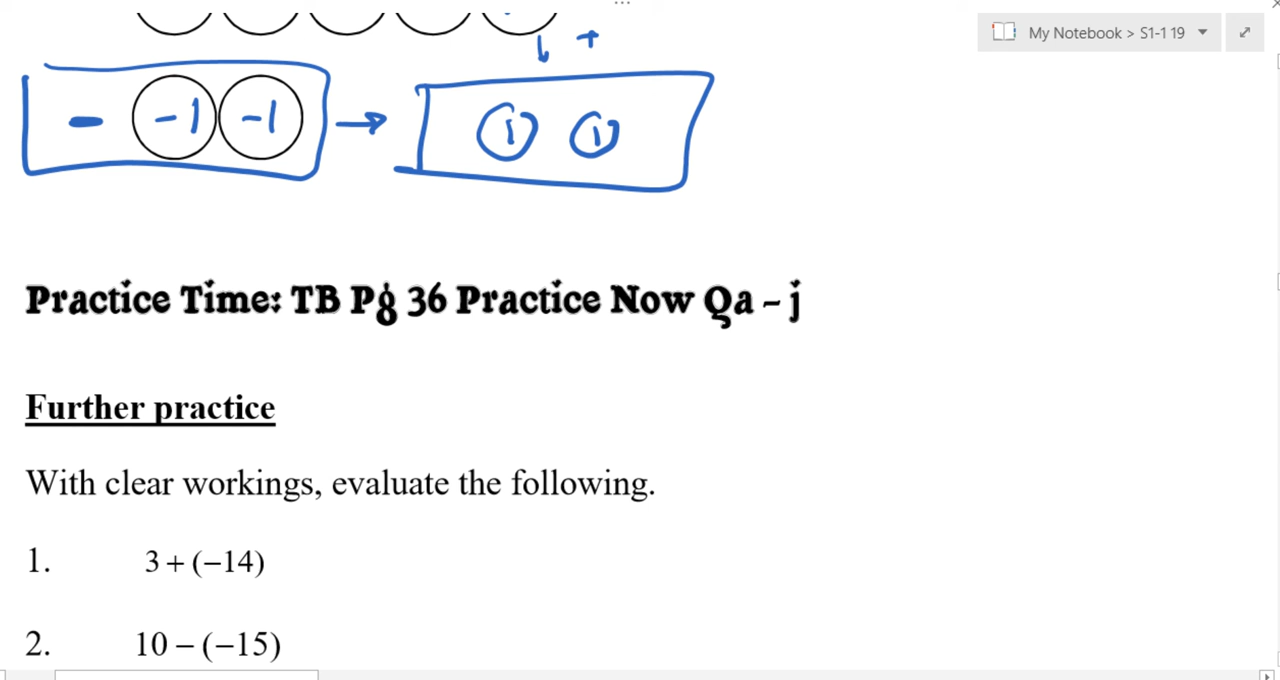 My Notebook > S1-1 19
+
- -1 -1 → 1 1
Practice Time: TB Pg 36 Practice Now Qa – j
Further practice
With clear workings, evaluate the following.
1. 3 + (−14)
2. 10 − (−15)